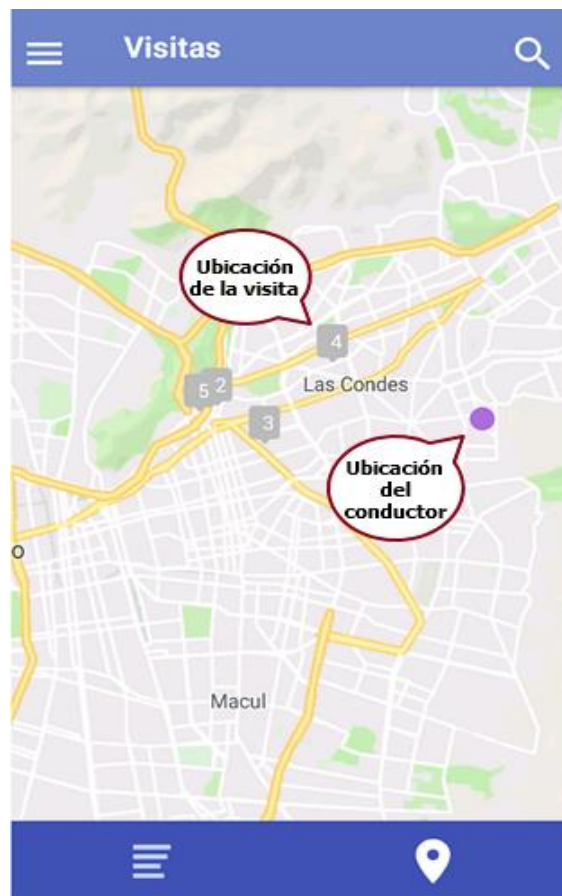 Visitas
Ubicación
de la visita
4
Las Condes
5
2
3
Ubicación
del
conductor
o
Macul